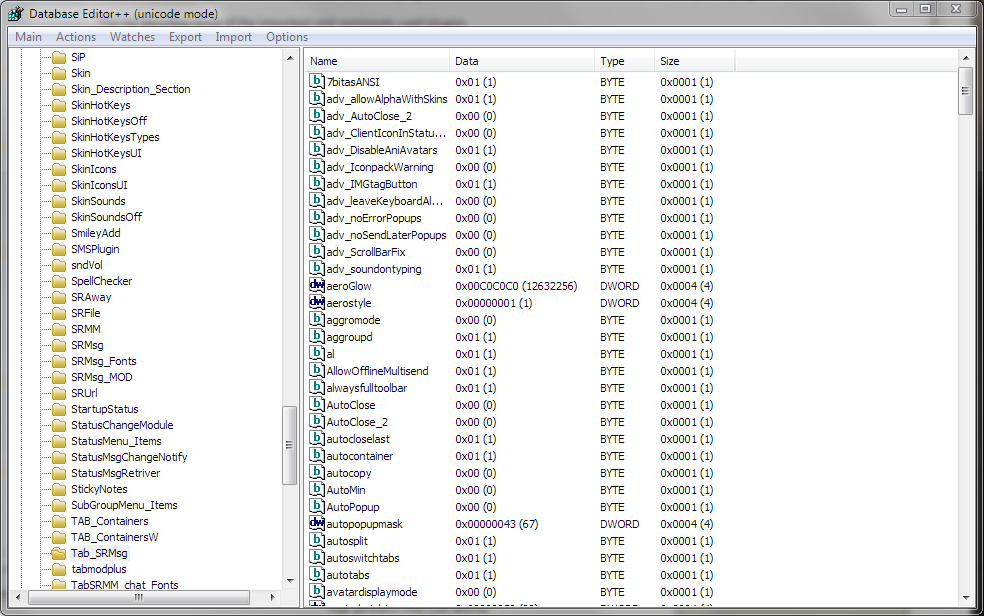 Database Editor++ (unicode mode)
Main Actions Watches Export Import Options
SiP
Skin
Skin_Description_Section
SkinHotKeys
SkinHotKeysOff
SkinHotKeysTypes
SkinHotKeysUI
SkinIcons
SkinIconsUI
SkinSounds
SkinSoundsOff
SmileyAdd
SMSPlugin
sndVol
SpellChecker
SRAway
SRFile
SRMM
SRMsg
SRMsg_Fonts
SRMsg_MOD
SRUrl
StartupStatus
StatusChangeModule
StatusMenu_Items
StatusMsgChangeNotify
StatusMsgRetriver
StickyNotes
SubGroupMenu_Items
TAB_Containers
TAB_ContainersW
Tab_SRMsg
tabmodplus
TabSRMM_chat_Fonts
Name Data Type Size
7bitasANSI 0x01 (1) BYTE 0x0001 (1)
adv_allowAlphaWithSkins 0x01 (1) BYTE 0x0001 (1)
adv_AutoClose_2 0x00 (0) BYTE 0x0001 (1)
adv_ClientIconInStatu... 0x00 (0) BYTE 0x0001 (1)
adv_DisableAniAvatars 0x01 (1) BYTE 0x0001 (1)
adv_IconpackWarning 0x00 (0) BYTE 0x0001 (1)
adv_IMGtagButton 0x01 (1) BYTE 0x0001 (1)
adv_leaveKeyboardAl... 0x00 (0) BYTE 0x0001 (1)
adv_noErrorPopups 0x00 (0) BYTE 0x0001 (1)
adv_noSendLaterPopups 0x00 (0) BYTE 0x0001 (1)
adv_ScrollBarFix 0x00 (0) BYTE 0x0001 (1)
adv_soundontyping 0x01 (1) BYTE 0x0001 (1)
aeroGlow 0x00C0C0C0 (12632256) DWORD 0x0004 (4)
aerostyle 0x00000001 (1) DWORD 0x0004 (4)
aggromode 0x00 (0) BYTE 0x0001 (1)
aggroupd 0x01 (1) BYTE 0x0001 (1)
al 0x01 (1) BYTE 0x0001 (1)
AllowOfflineMultisend 0x01 (1) BYTE 0x0001 (1)
alwaysfulltoolbar 0x01 (1) BYTE 0x0001 (1)
AutoClose 0x00 (0) BYTE 0x0001 (1)
AutoClose_2 0x00 (0) BYTE 0x0001 (1)
autocloselast 0x01 (1) BYTE 0x0001 (1)
autocontainer 0x01 (1) BYTE 0x0001 (1)
autocopy 0x00 (0) BYTE 0x0001 (1)
AutoMin 0x00 (0) BYTE 0x0001 (1)
AutoPopup 0x00 (0) BYTE 0x0001 (1)
autopopupmask 0x00000043 (67) DWORD 0x0004 (4)
autosplit 0x01 (1) BYTE 0x0001 (1)
autoswitchtabs 0x01 (1) BYTE 0x0001 (1)
autotabs 0x01 (1) BYTE 0x0001 (1)
avatardisplaymode 0x00 (0) BYTE 0x0001 (1)